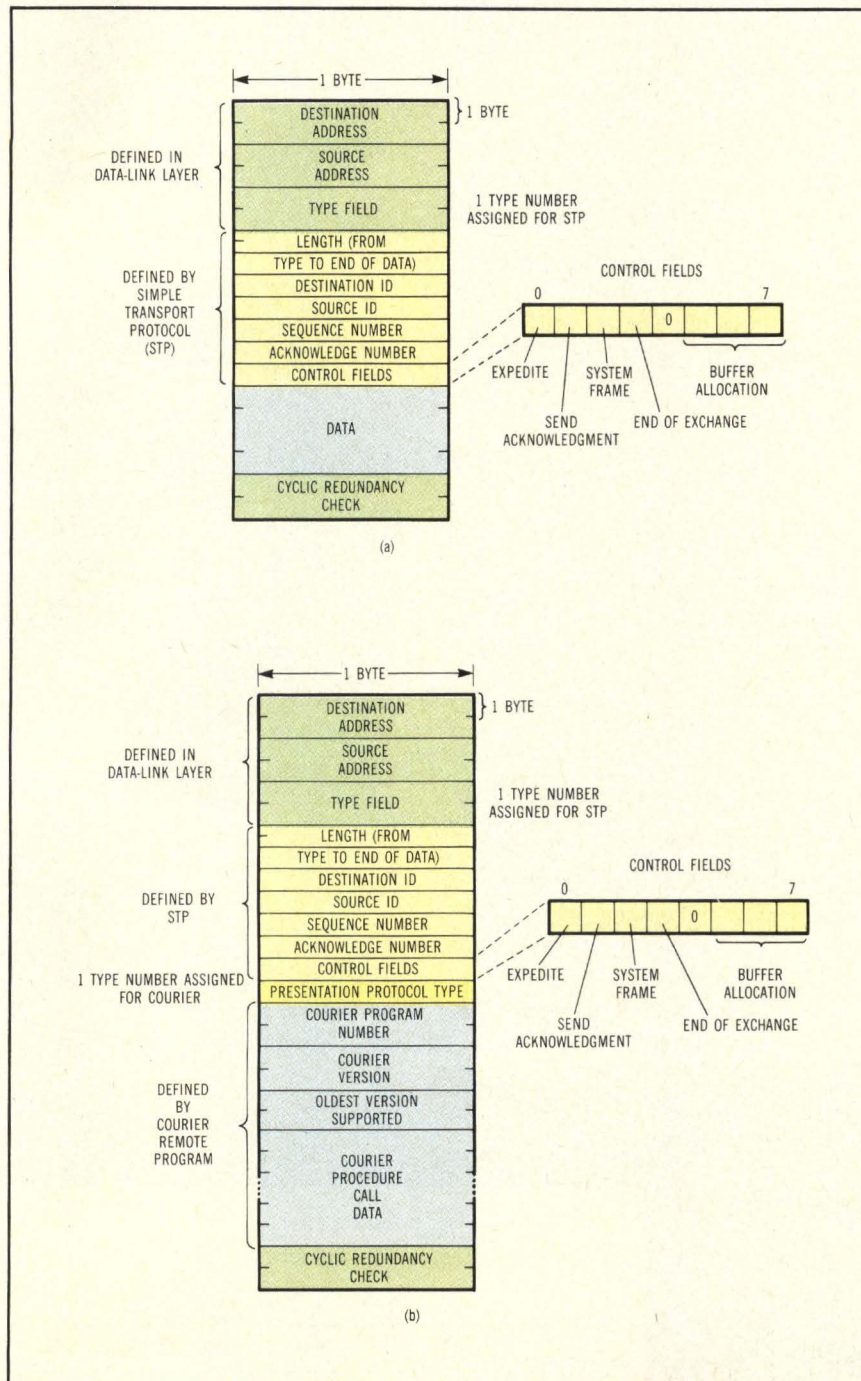 1 BYTE
DESTINATION
ADDRESS
1 BYTE
SOURCE
ADDRESS
DEFINED IN
DATA-LINK LAYER
TYPE FIELD
1 TYPE NUMBER
ASSIGNED FOR STP
LENGTH (FROM
TYPE TO END OF DATA)
DESTINATION ID
SOURCE ID
SEQUENCE NUMBER
ACKNOWLEDGE NUMBER
CONTROL FIELDS
DEFINED BY
SIMPLE
TRANSPORT
PROTOCOL
(STP)
CONTROL FIELDS
0 7
0
EXPEDITE
SYSTEM
FRAME
BUFFER
ALLOCATION
SEND
ACKNOWLEDGMENT
END OF EXCHANGE
DATA
CYCLIC REDUNDANCY
CHECK
(a)
1 BYTE
DESTINATION
ADDRESS
1 BYTE
SOURCE
ADDRESS
DEFINED IN
DATA-LINK LAYER
TYPE FIELD
1 TYPE NUMBER
ASSIGNED FOR STP
LENGTH (FROM
TYPE TO END OF DATA)
DESTINATION ID
SOURCE ID
SEQUENCE NUMBER
ACKNOWLEDGE NUMBER
CONTROL FIELDS
DEFINED BY
STP
CONTROL FIELDS
0 7
0
EXPEDITE
SYSTEM
FRAME
BUFFER
ALLOCATION
SEND
ACKNOWLEDGMENT
END OF EXCHANGE
1 TYPE NUMBER ASSIGNED
FOR COURIER
PRESENTATION PROTOCOL TYPE
COURIER PROGRAM
NUMBER
COURIER
VERSION
OLDEST VERSION
SUPPORTED
DEFINED
BY
COURIER
REMOTE
PROGRAM
COURIER
PROCEDURE
CALL
DATA
CYCLIC REDUNDANCY
CHECK
(b)